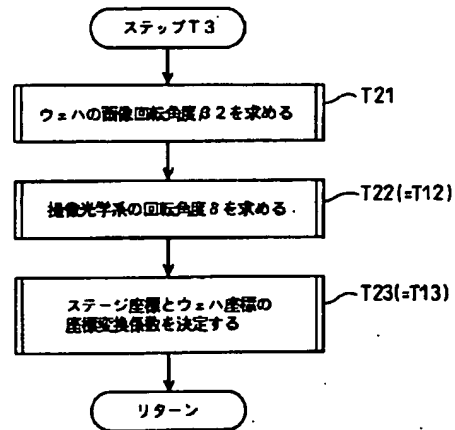 ステップT3
ウェハの画像回転角度β2を求める
T21
撮像光学系の回転角度δを求める
T22(=T12)
ステージ座標とウェハ座標の
座標変換係数を決定する
T23(=T13)
リターン